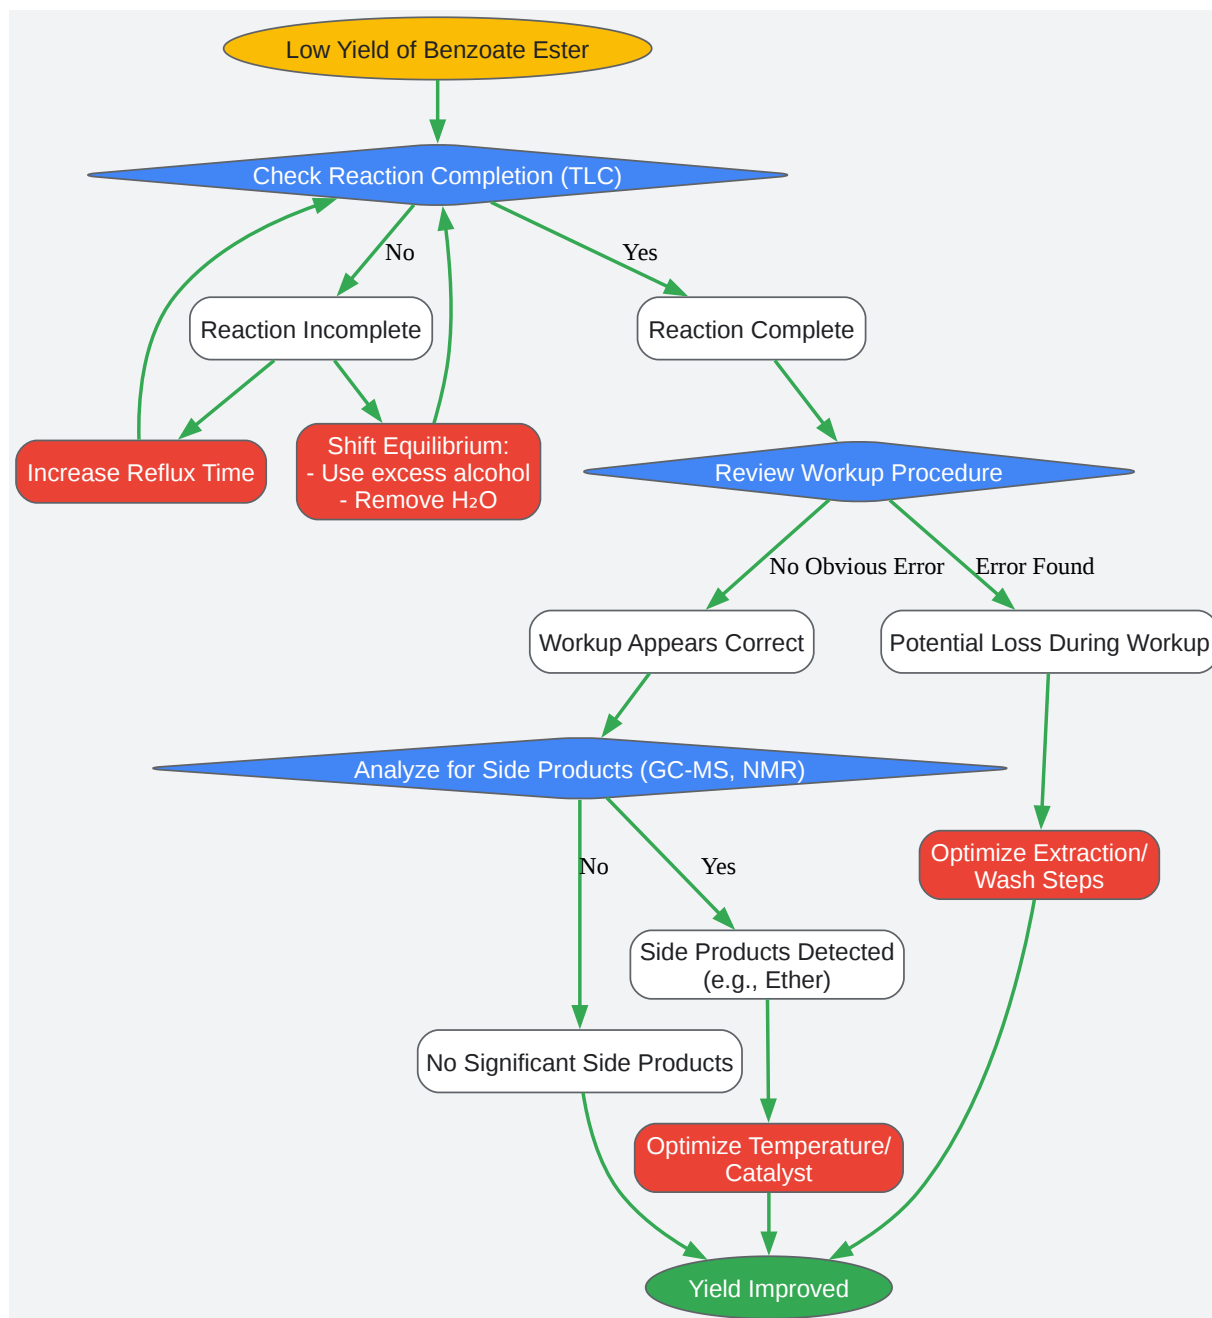 Low Yield of Benzoate Ester
Check Reaction Completion (TLC)
No
Yes
Reaction Incomplete
Reaction Complete
Increase Reflux Time
Shift Equilibrium:
- Use excess alcohol
- Remove H₂O
Review Workup Procedure
No Obvious Error
Error Found
Workup Appears Correct
Potential Loss During Workup
Analyze for Side Products (GC-MS, NMR)
No
Yes
Optimize Extraction/
Wash Steps
Side Products Detected
(e.g., Ether)
No Significant Side Products
Optimize Temperature/
Catalyst
Yield Improved